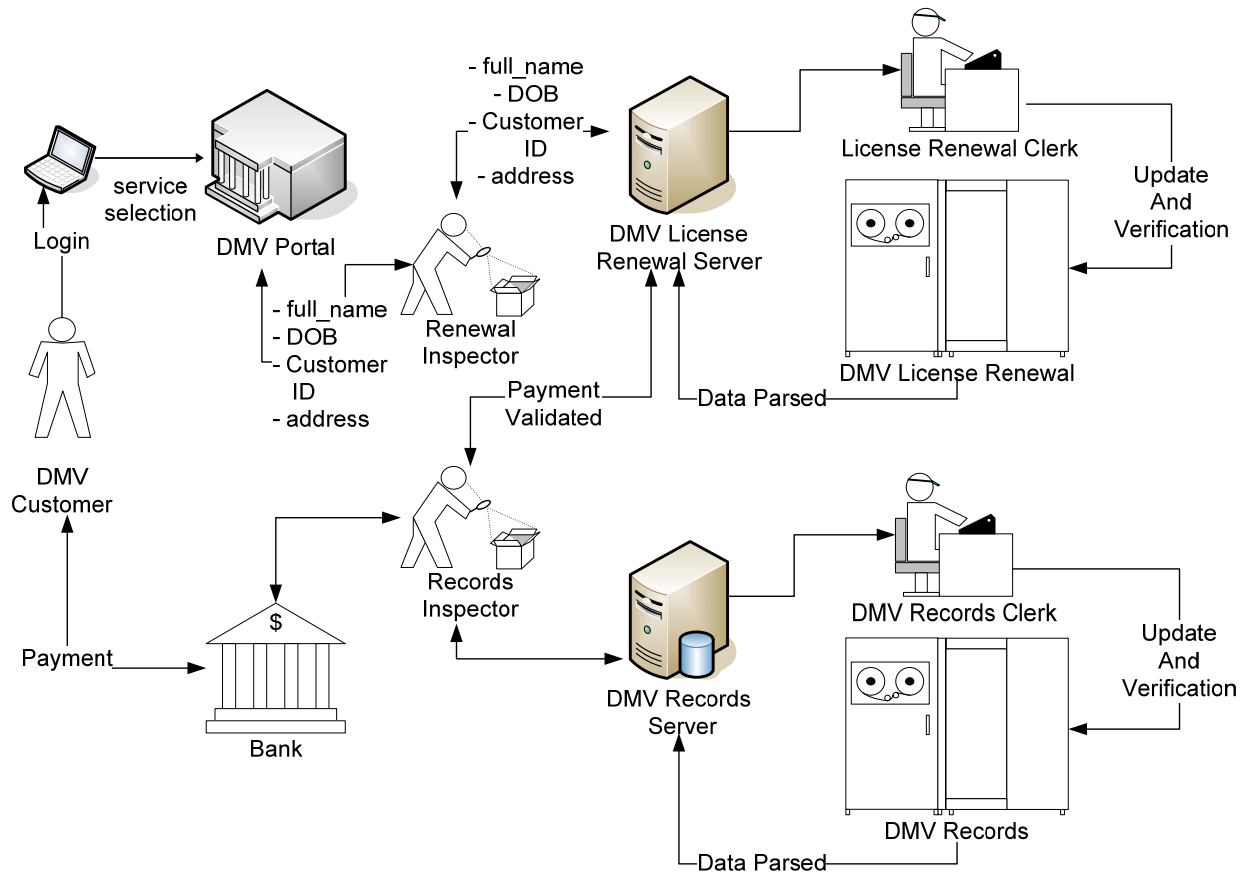 - full_name
- DOB
- Customer
ID
- address
License Renewal Clerk
Update
And
Verification
service
selection
Login
DMV Portal
DMV License
Renewal Server
- full_name
- DOB
- Customer
ID
- address
Renewal
Inspector
DMV License Renewal
Data Parsed
Payment
Validated
DMV
Customer
Records
Inspector
DMV Records Clerk
Update
And
Verification
$
Payment
Bank
DMV Records
Server
DMV Records
Data Parsed